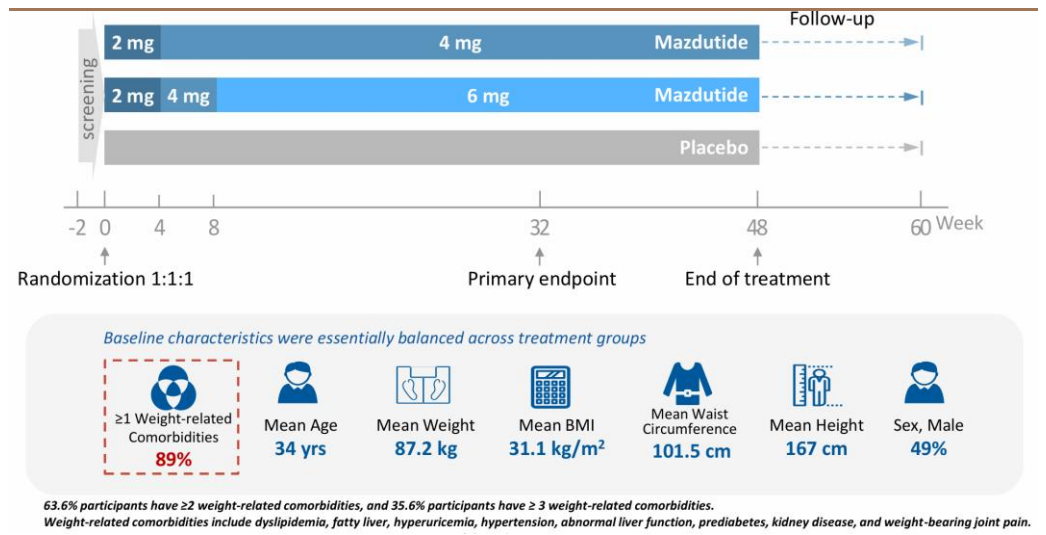 Follow-up
2 mg 4 mg Mazdutide
screening
2 mg 4 mg 6 mg Mazdutide
Placebo
-2 0 4 8 32 48 60 Week
Randomization 1:1:1 Primary endpoint End of treatment
Baseline characteristics were essentially balanced across treatment groups
≥1 Weight-related
Comorbidities
89%
Mean Age
34 yrs
Mean Weight
87.2 kg
Mean BMI
31.1 kg/m²
Mean Waist
Circumference
101.5 cm
Mean Height
167 cm
Sex, Male
49%
63.6% participants have ≥2 weight-related comorbidities, and 35.6% participants have ≥ 3 weight-related comorbidities.
Weight-related comorbidities include dyslipidemia, fatty liver, hyperuricemia, hypertension, abnormal liver function, prediabetes, kidney disease, and weight-bearing joint pain.